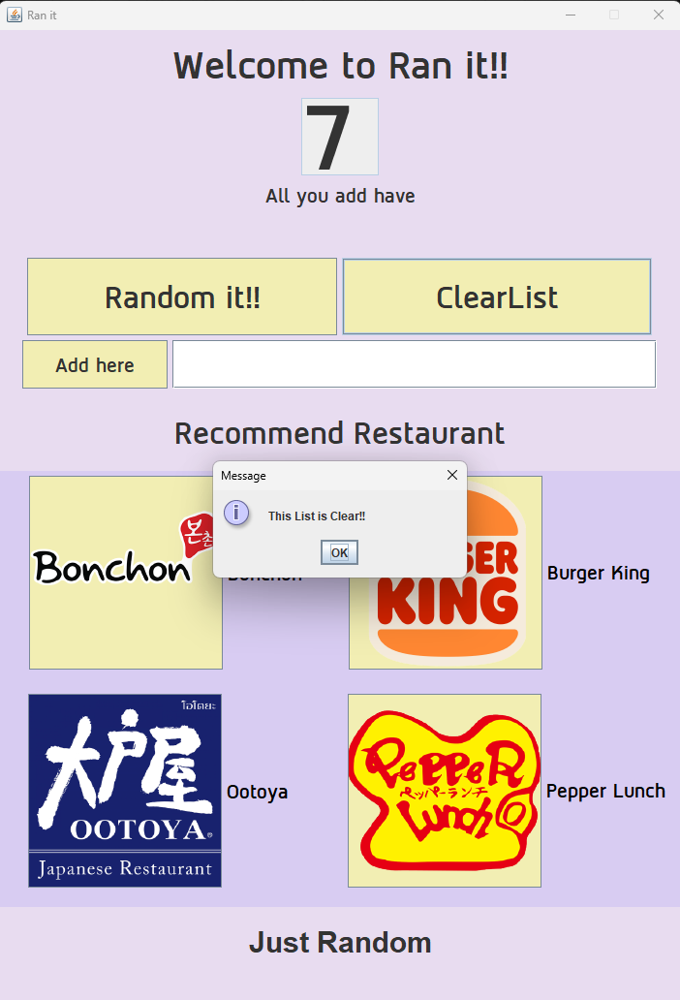 Ran it
Welcome to Ran it!!
7
All you add have
Random it!!
ClearList
Add here
Recommend Restaurant
Message
This List is Clear!!
OK
본촌
Bonchon
KING
Burger King
โอโตยะ
大戸屋
OOTOYA®
Japanese Restaurant
Ootoya
PePPeR
ペッパーランチ
Lunch
Pepper Lunch
Just Random